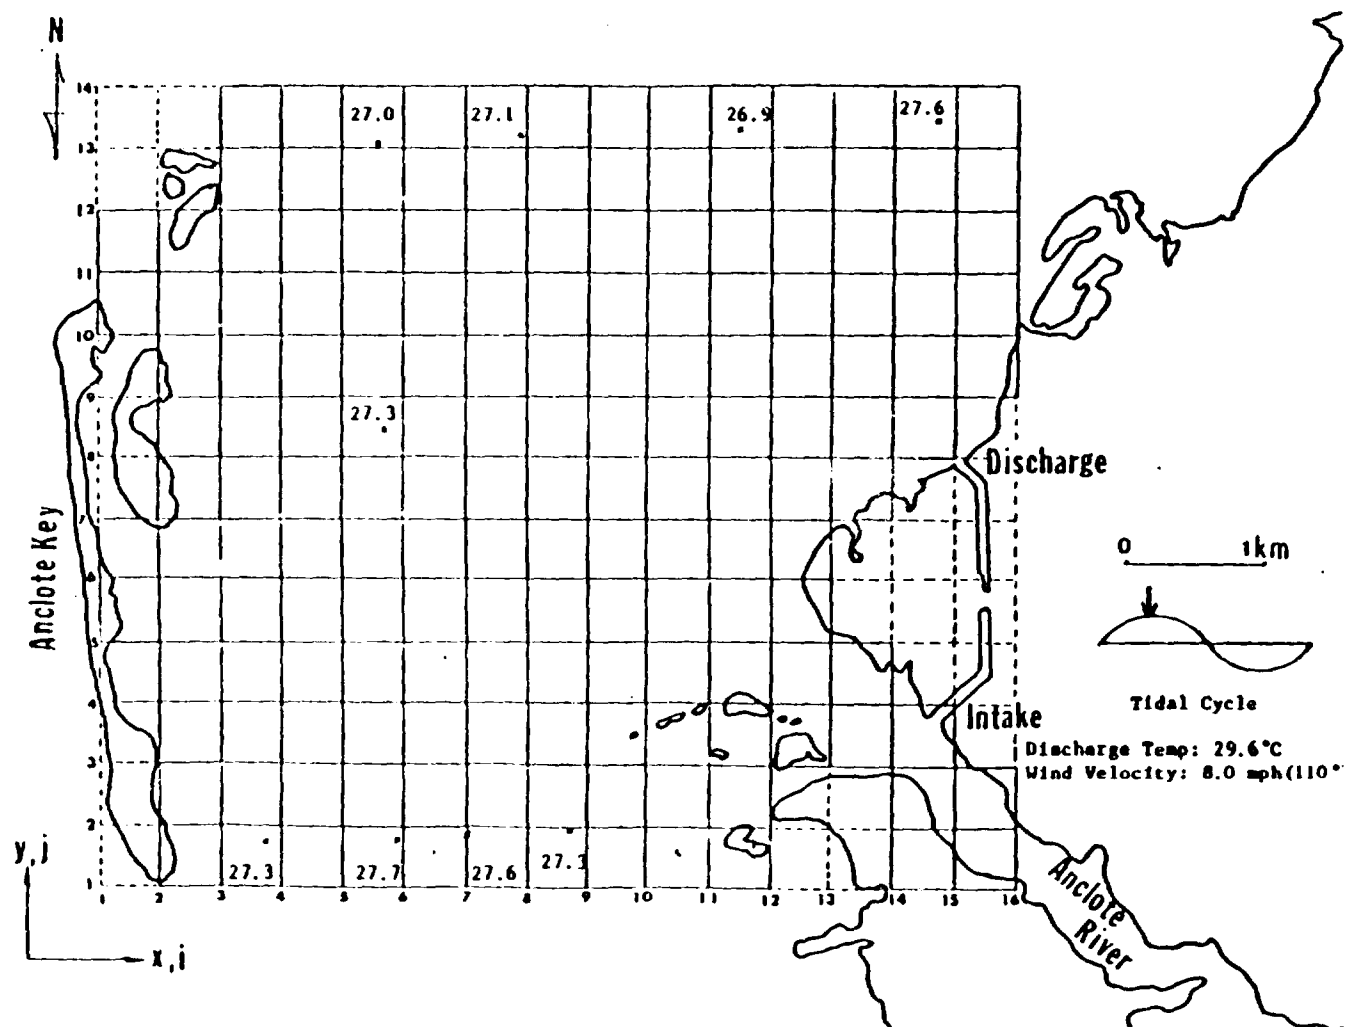 N
14
27.0 27.1 26.9 27.6
13
12
11
10
9
27.3
8
Discharge
7
Anclote Key
0 1km
6
5
4
Tidal Cycle
Intake
Discharge Temp: 29.6°C
3
Wind Velocity: 8.0 mph(110°
2
y,j
27.3 27.7 27.6 27.3
1
1 2 3 4 5 6 7 8 9 10 11 12 13 14 15 16
Anclote
River
x,i